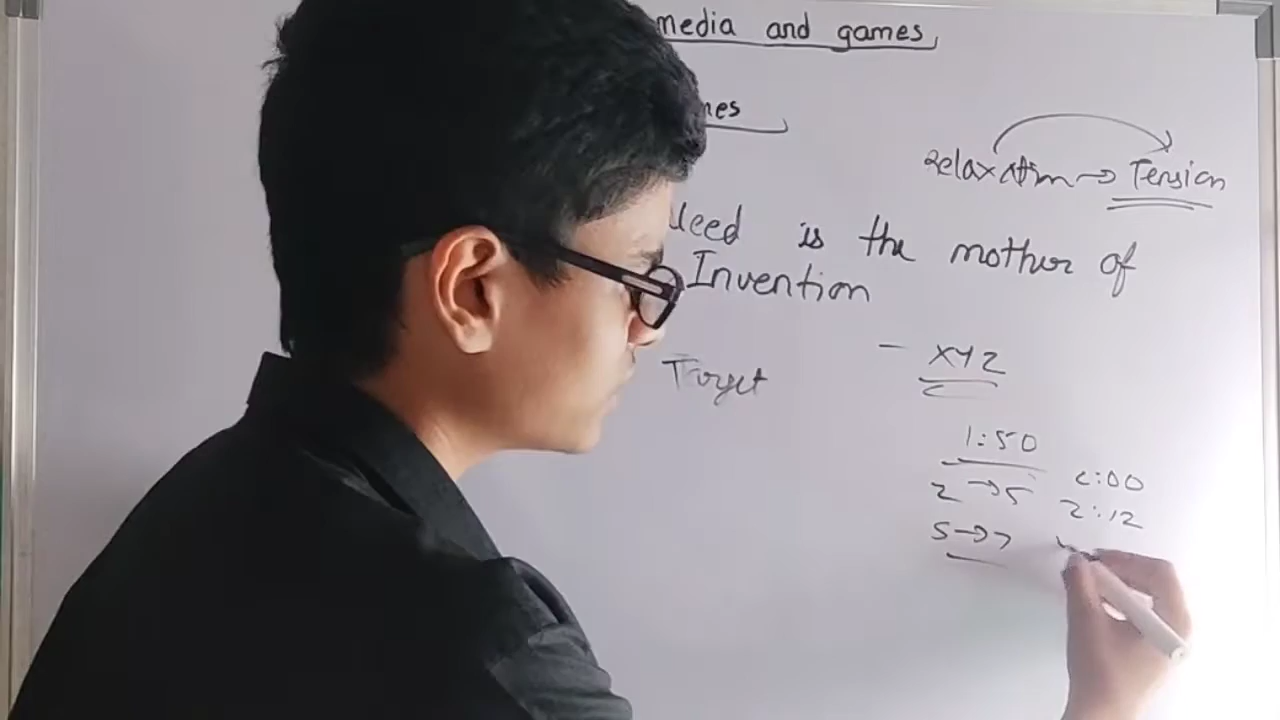 media and games
nes
Relaxation → Tension
Need is the mother of
Invention
Target
- XYZ
1:50
2 → 5 2:00
2:12
5 → 7